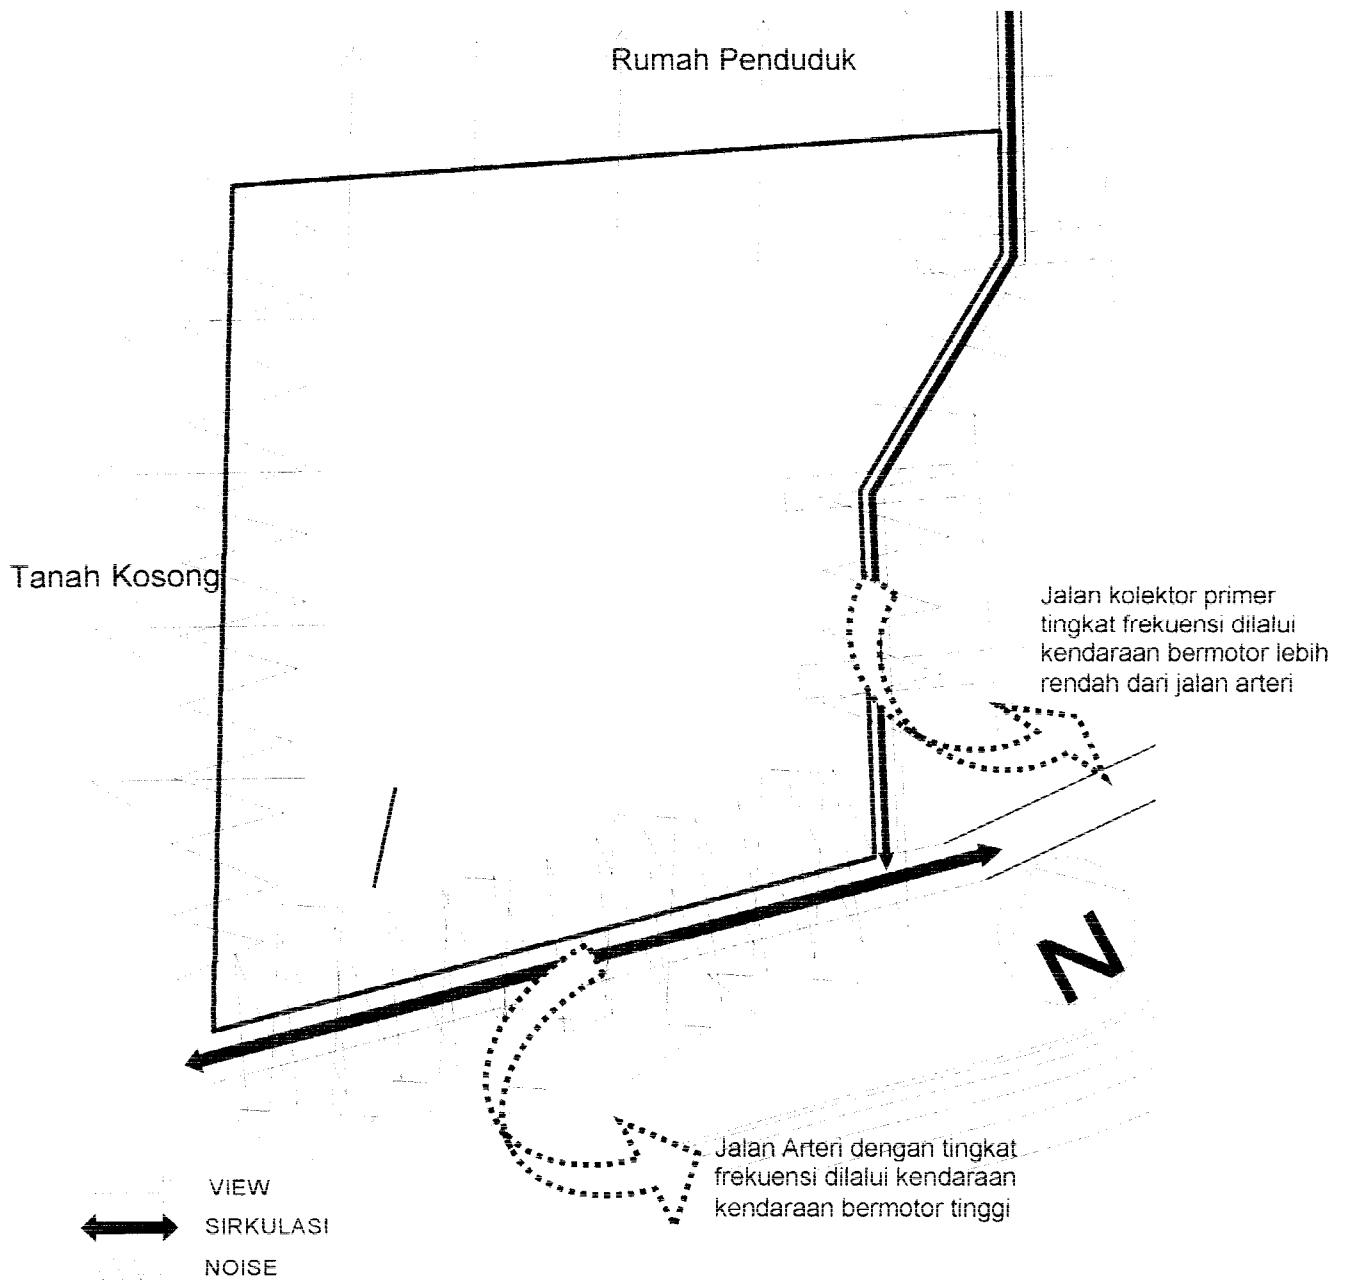 Rumah Penduduk
Tanah Kosong
Jalan kolektor primer
tingkat frekuensi dilalui
kendaraan bermotor lebih
rendah dari jalan arteri
N
Jalan Arteri dengan tingkat
frekuensi dilalui kendaraan
kendaraan bermotor tinggi
VIEW
SIRKULASI
NOISE